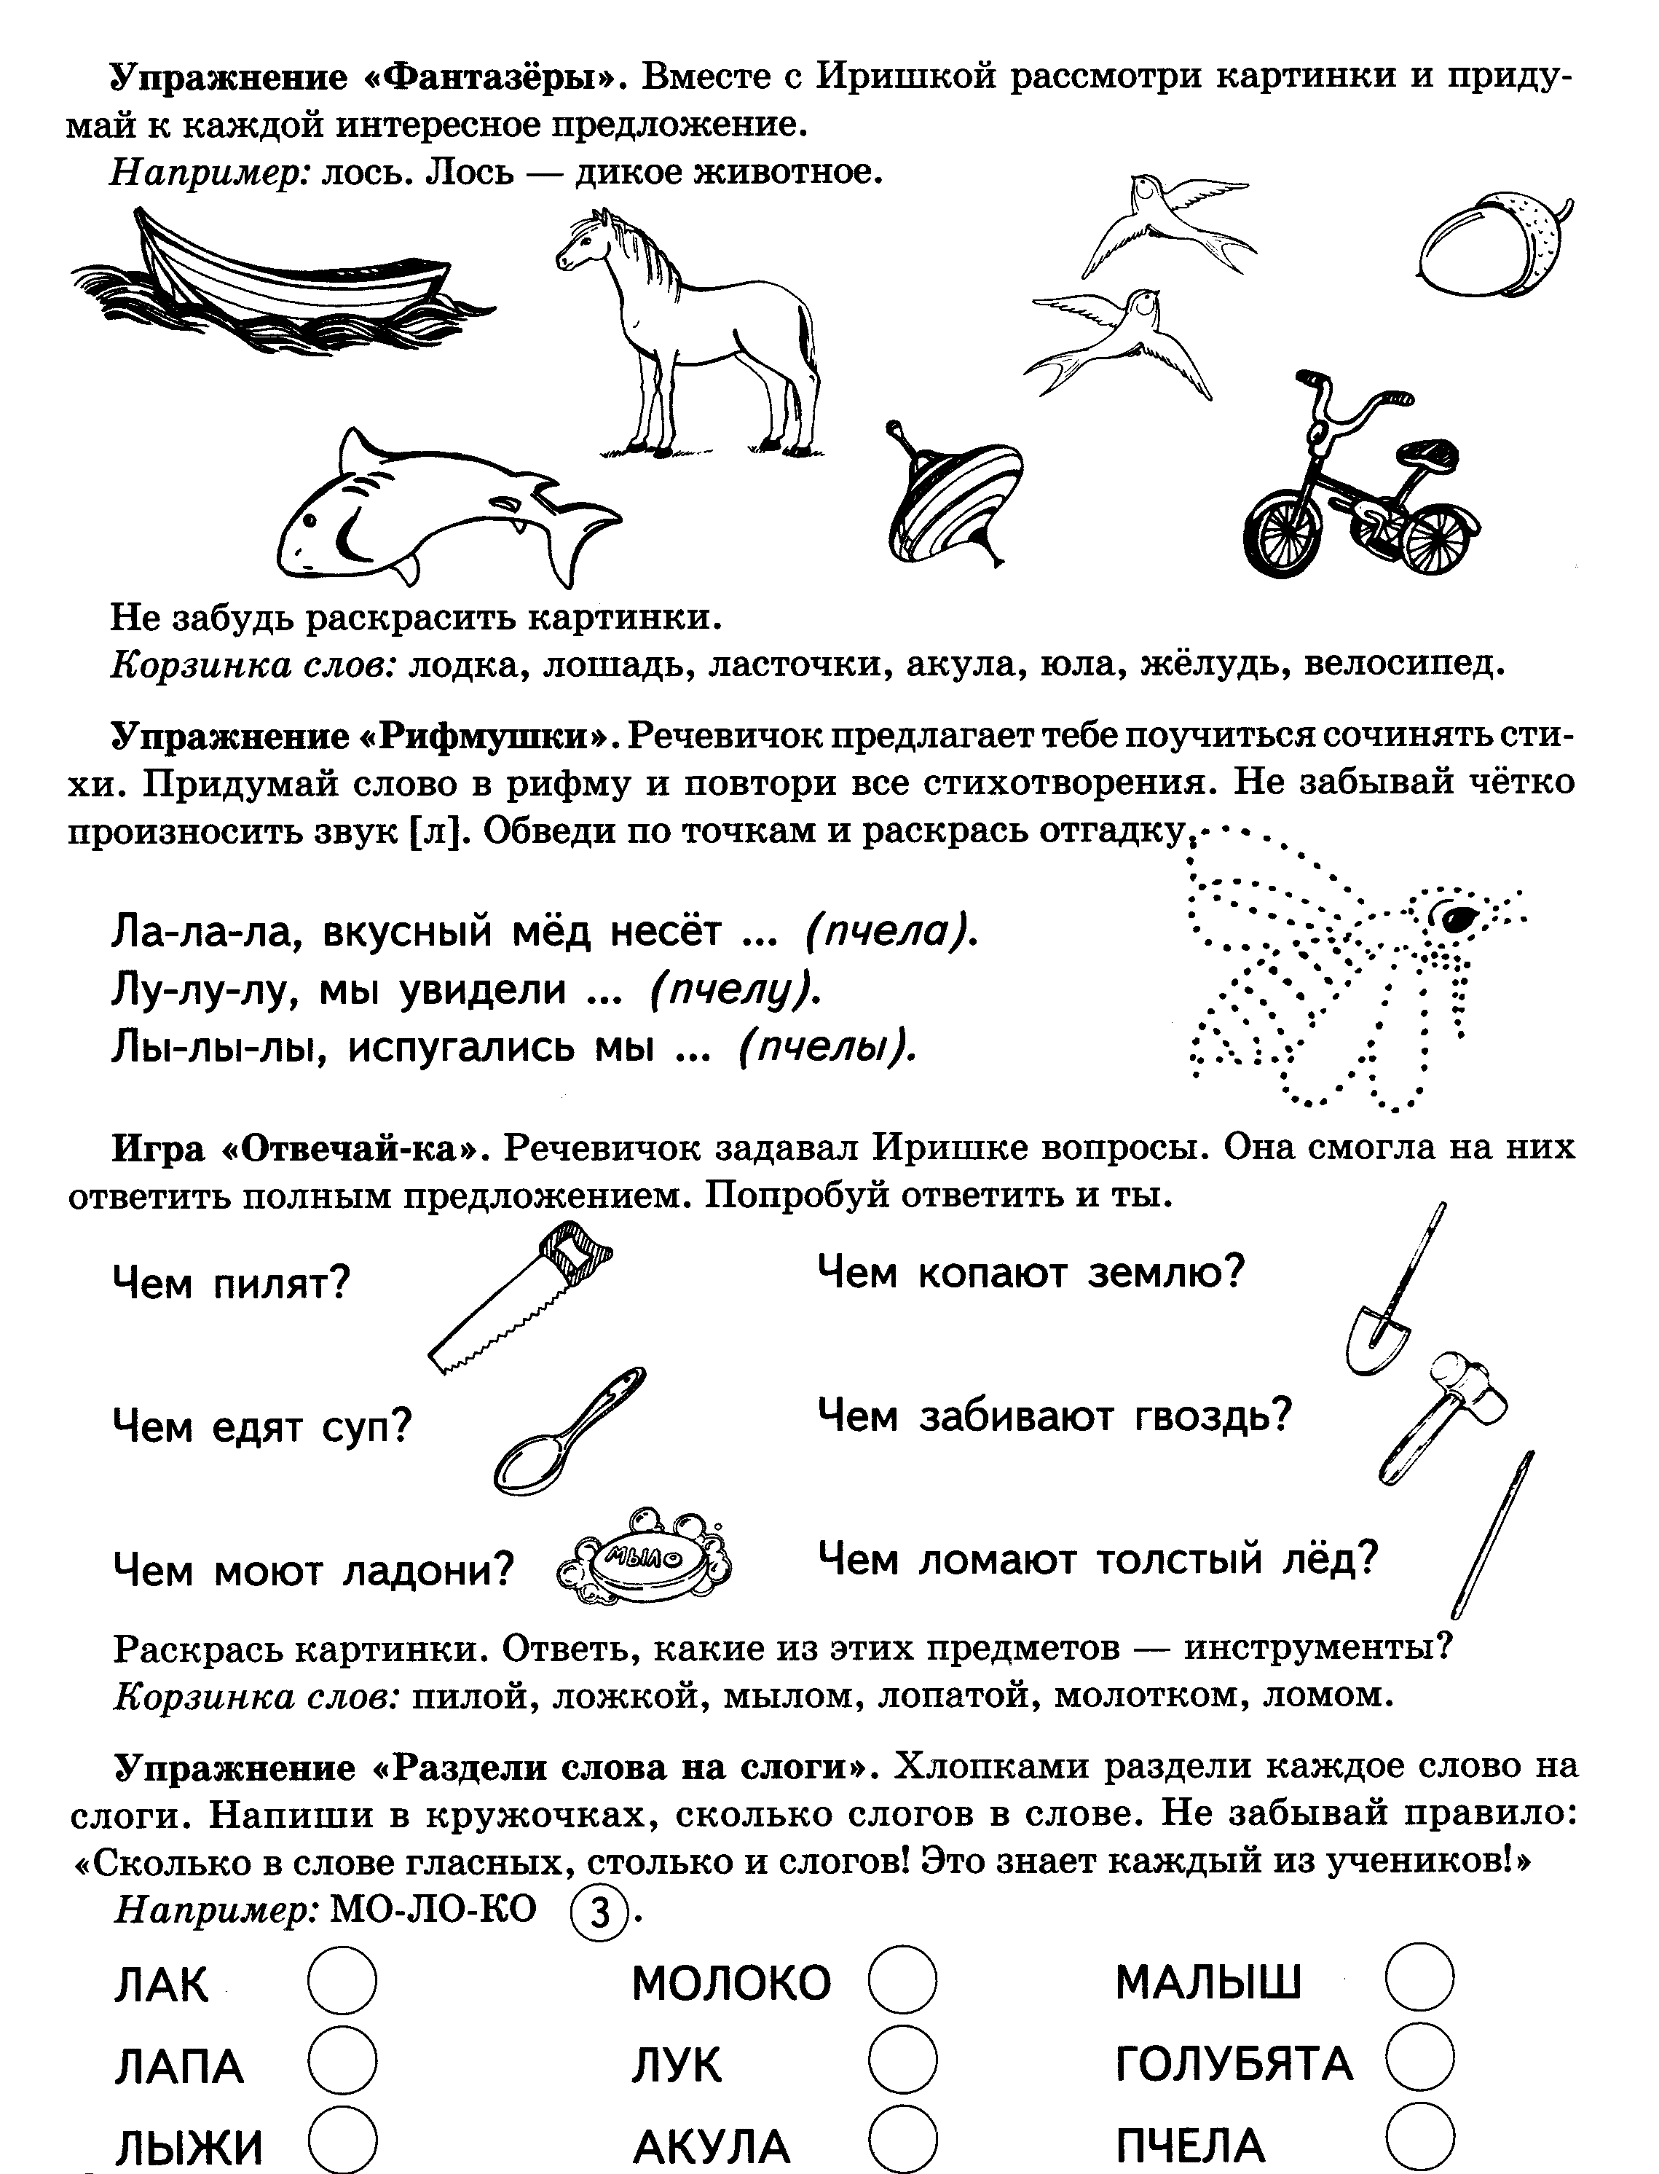 Упражнение «Фантазёры». Вместе с Иришкой рассмотри картинки и приду-
май к каждой интересное предложение.
Например: лось. Лось — дикое животное.
Не забудь раскрасить картинки.
Корзинка слов: лодка, лошадь, ласточки, акула, юла, жёлудь, велосипед.
Упражнение «Рифмушки». Речевичок предлагает тебе поучиться сочинять сти-
хи. Придумай слово в рифму и повтори все стихотворения. Не забывай чётко
произносить звук [л]. Обведи по точкам и раскрась отгадку.
Ла-ла-ла, вкусный мёд несёт ... (пчела).
Лу-лу-лу, мы увидели ... (пчелу).
Лы-лы-лы, испугались мы ... (пчелы).
Игра «Отвечай-ка». Речевичок задавал Иришке вопросы. Она смогла на них
ответить полным предложением. Попробуй ответить и ты.
Чем пилят?
Чем копают землю?
Чем едят суп?
Чем забивают гвоздь?
Чем моют ладони?
МЫЛО
Чем ломают толстый лёд?
Раскрась картинки. Ответь, какие из этих предметов — инструменты?
Корзинка слов: пилой, ложкой, мылом, лопатой, молотком, ломом.
Упражнение «Раздели слова на слоги». Хлопками раздели каждое слово на
слоги. Напиши в кружочках, сколько слогов в слове. Не забывай правило:
«Сколько в слове гласных, столько и слогов! Это знает каждый из учеников!»
Например: МО-ЛО-КО 3.
ЛАК МОЛОКО МАЛЫШ
ЛАПА ЛУК ГОЛУБЯТА
ЛЫЖИ АКУЛА ПЧЕЛА